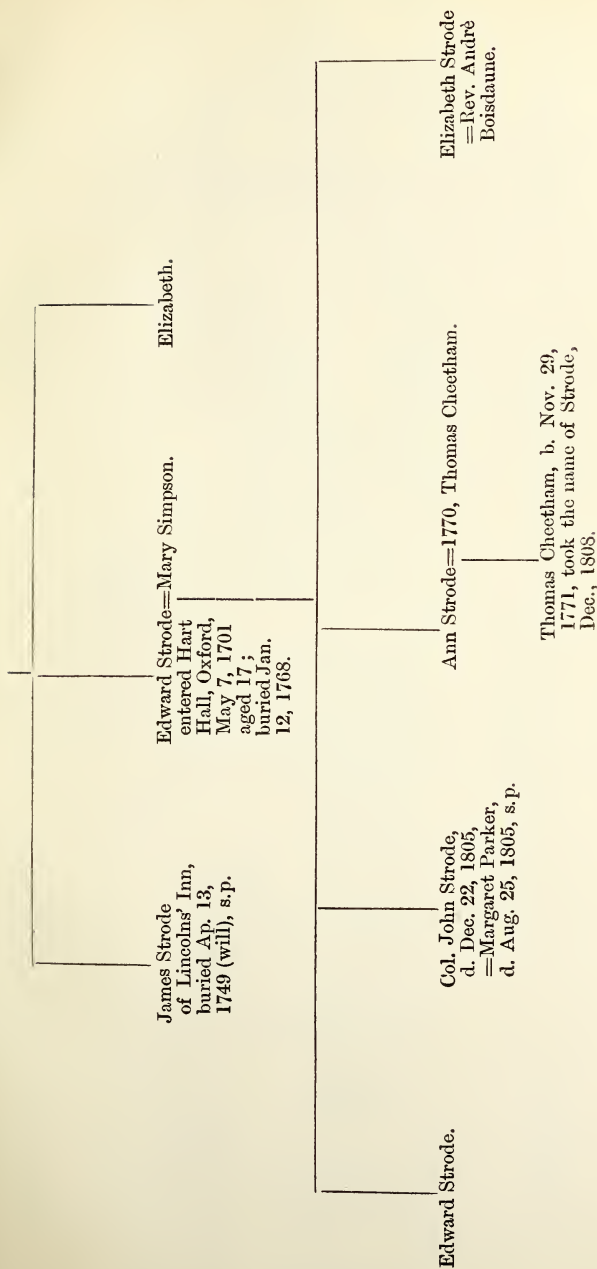 James Strode
of Lincolns' Inn,
buried Ap. 13,
1749 (will), s.p.
Edward Strode=Mary Simpson.
entered Hart
Hall, Oxford,
May 7, 1701
aged 17 ;
buried Jan.
12, 1768.
Elizabeth.
Edward Strode.
Col. John Strode,
d. Dec. 22, 1805,
=Margaret Parker,
d. Aug. 25, 1805, s.p.
Ann Strode=1770, Thomas Cheetham.
Elizabeth Strode
=Rev. Andrè
Boisdaune.
Thomas Cheetham, b. Nov. 29,
1771, took the name of Strode,
Dec., 1808.